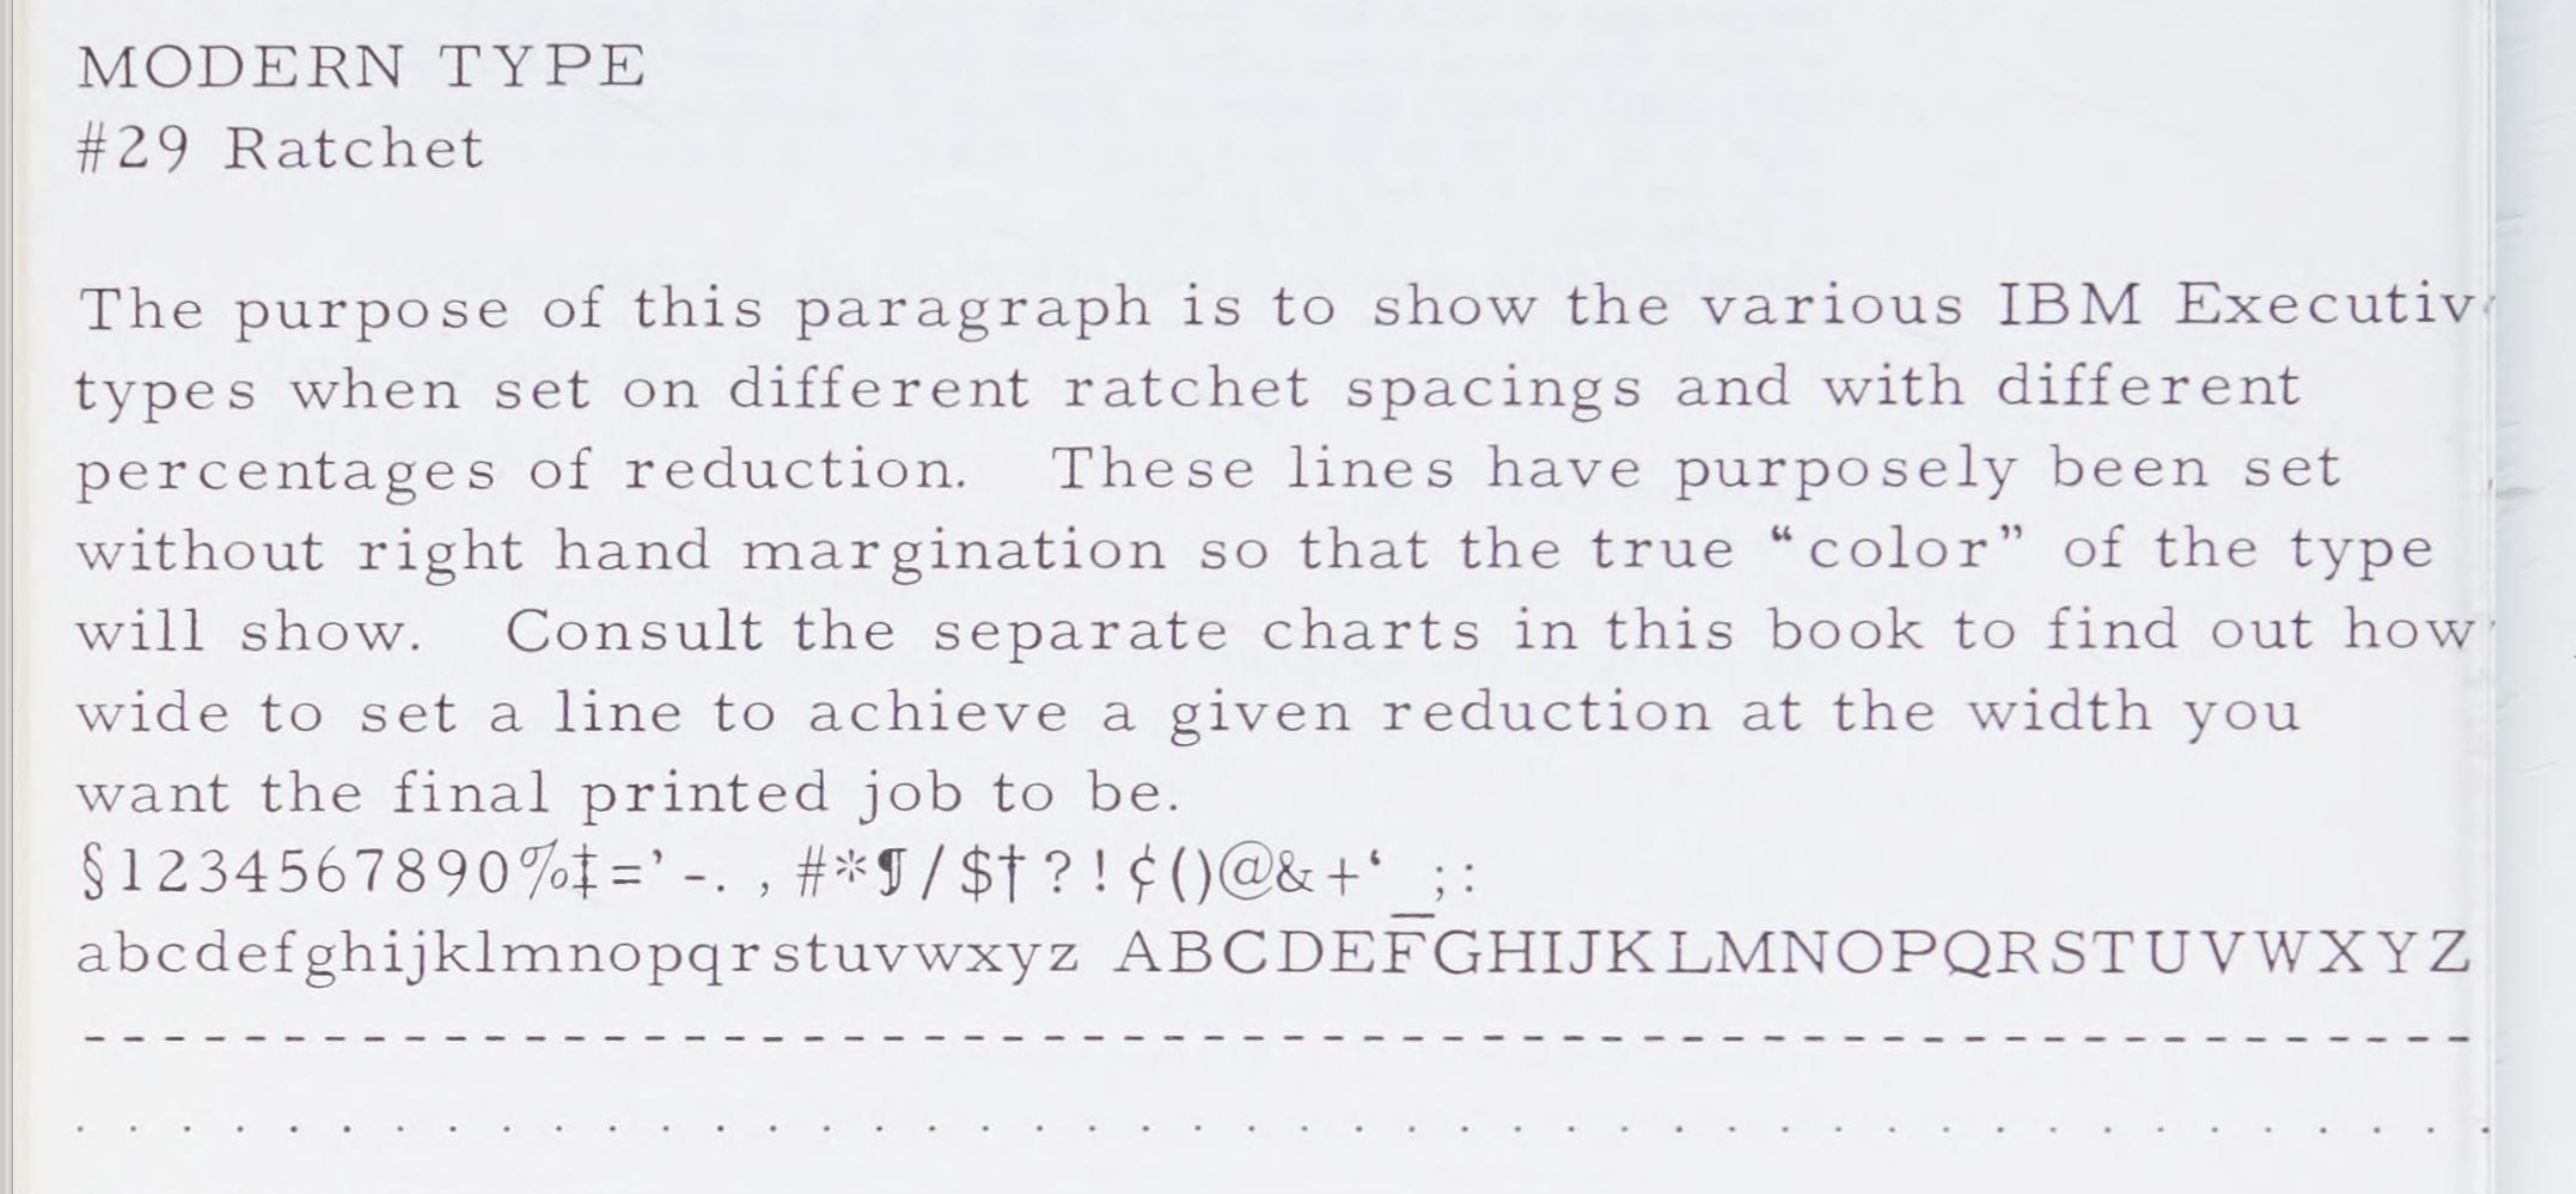 MODERN TYPE
#29 Ratchet
The purpose of this paragraph is to show the various IBM Executiv
types when set on different ratchet spacings and with different
percentages of reduction.  These lines have purposely been set
without right hand margination so that the true “color” of the type
will show.  Consult the separate charts in this book to find out how
wide to set a line to achieve a given reduction at the width you
want the final printed job to be.
§1234567890%‡=’-.,#*¶/$†?!¢()@&+‘_;:
abcdefghijklmnopqrstuvwxyz ABCDEFGHIJKLMNOPQRSTUVWXYZ
- - - - - - - - - - - - - - - - - - - - - - - - - - - - - - - - - - - - - - - - - - - - - - - - - - - - - - - - - - - -
. . . . . . . . . . . . . . . . . . . . . . . . . . . . . . . . . . . . . . . . . . . . . .